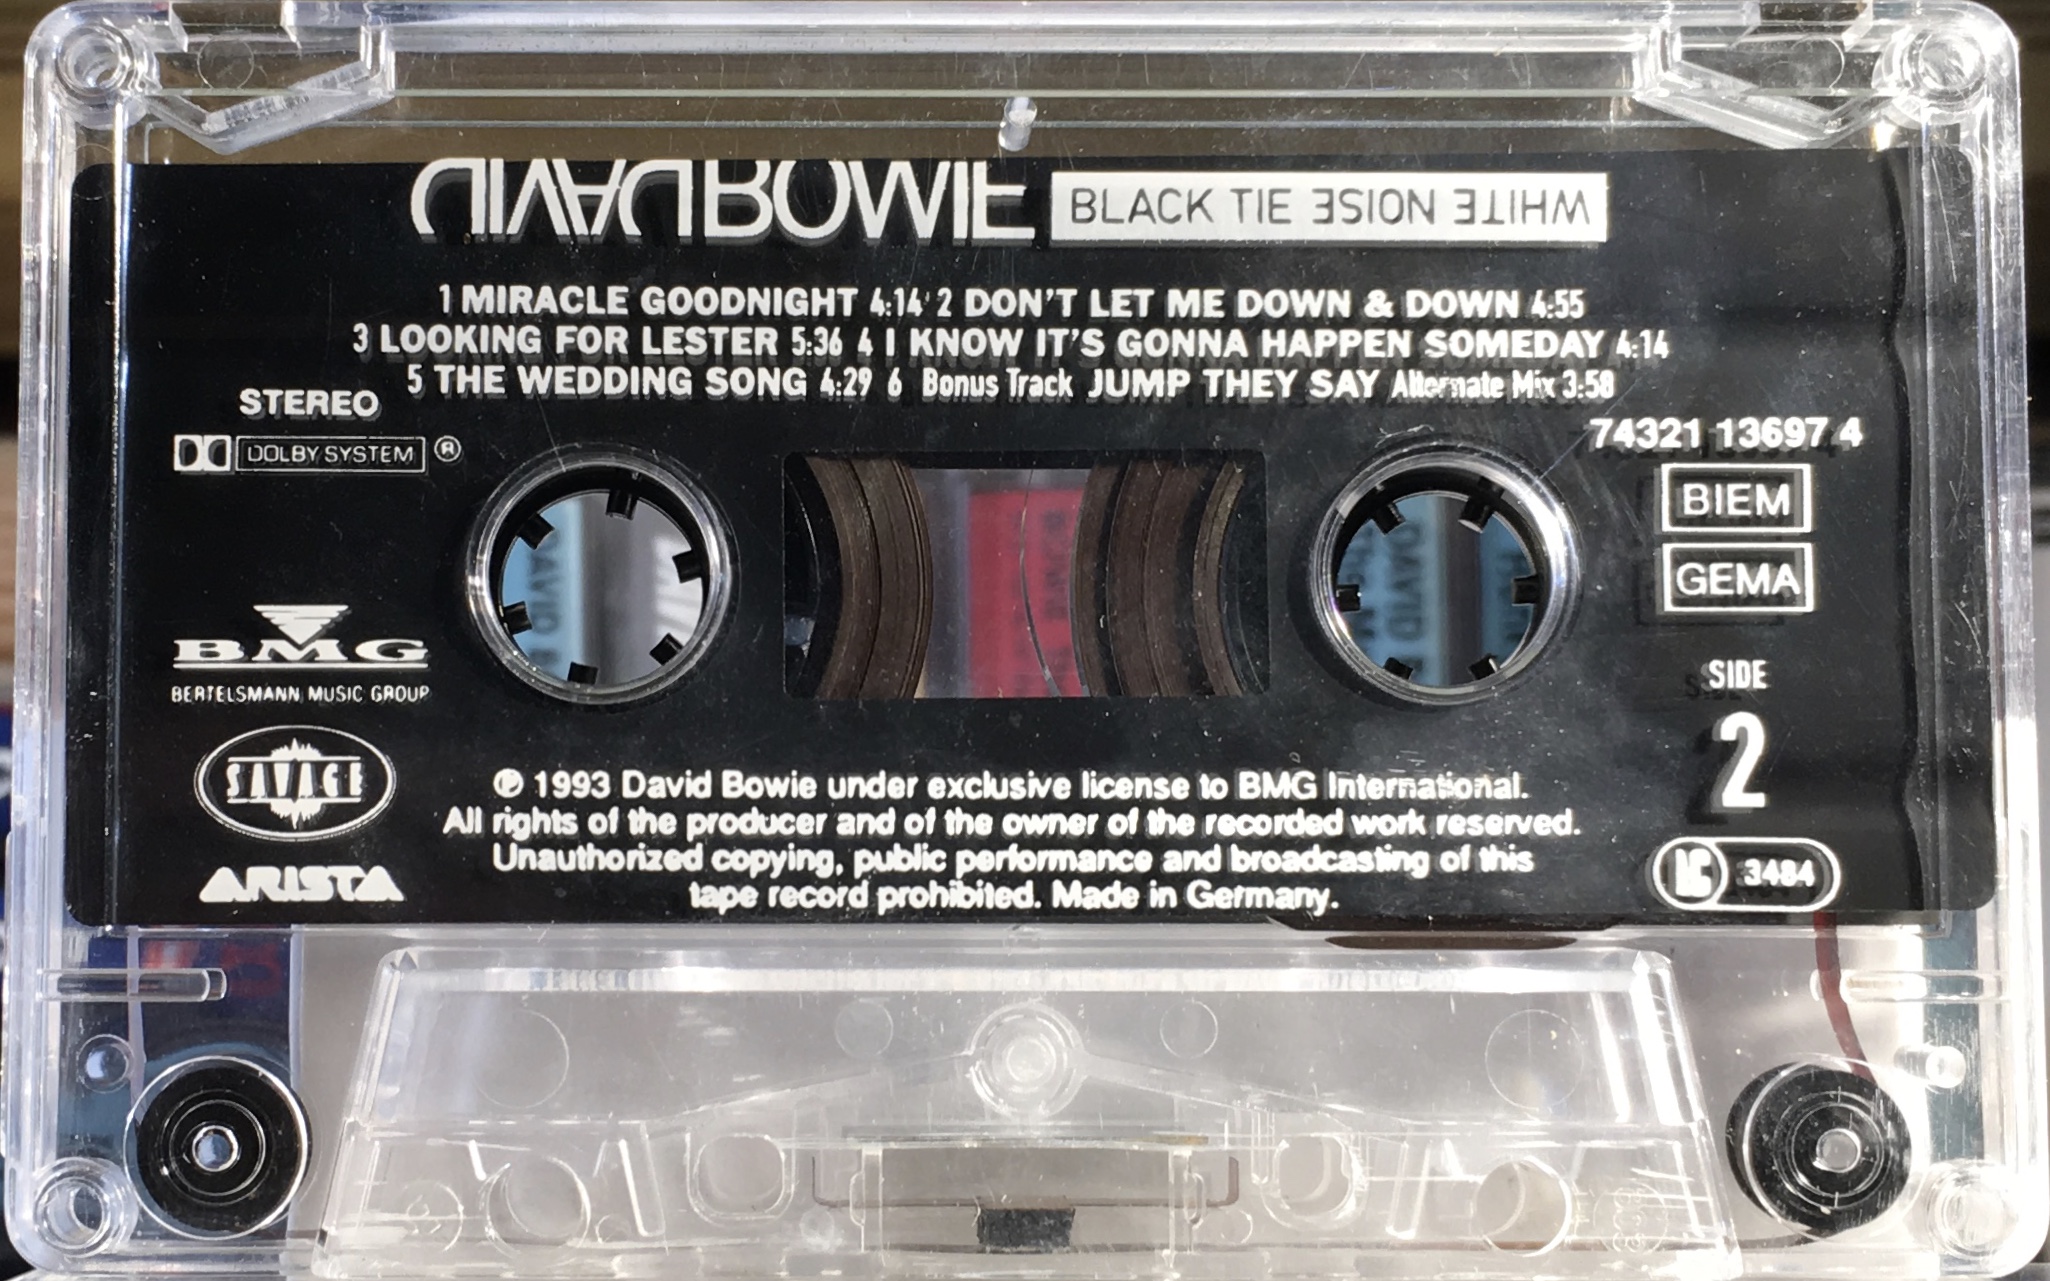 DAVID BOWIE BLACK TIE WHITE NOISE
1 MIRACLE GOODNIGHT 4:14 2 DON'T LET ME DOWN & DOWN 4:55
3 LOOKING FOR LESTER 5:36 4 I KNOW IT'S GONNA HAPPEN SOMEDAY 4:14
5 THE WEDDING SONG 4:29 6 Bonus Track JUMP THEY SAY Alternate Mix 3:58
STEREO
DOLBY SYSTEM ®
74321 13697 4
BIEM
GEMA
BMG
BERTELSMANN MUSIC GROUP
SAVAGE
ARISTA
SIDE
2
LC 3484
℗ 1993 David Bowie under exclusive license to BMG International.
All rights of the producer and of the owner of the recorded work reserved.
Unauthorized copying, public performance and broadcasting of this
tape record prohibited. Made in Germany.